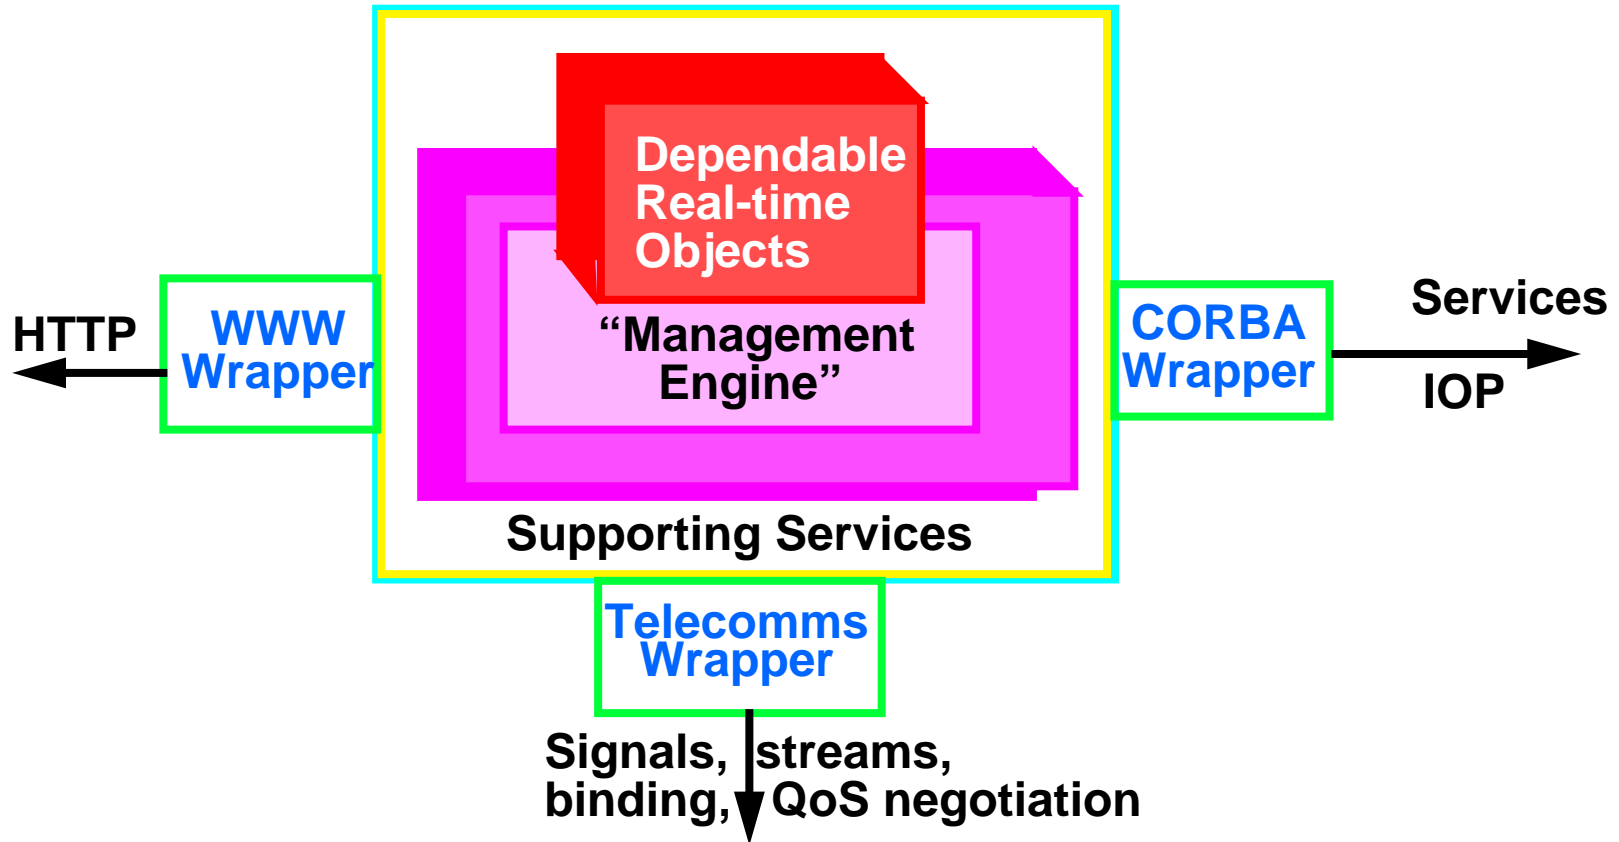 Dependable
Real-time
Objects
“Management
Engine”
Supporting Services
HTTP
WWW
Wrapper
CORBA
Wrapper
Services
IOP
Telecomms
Wrapper
Signals, streams,
binding, QoS negotiation